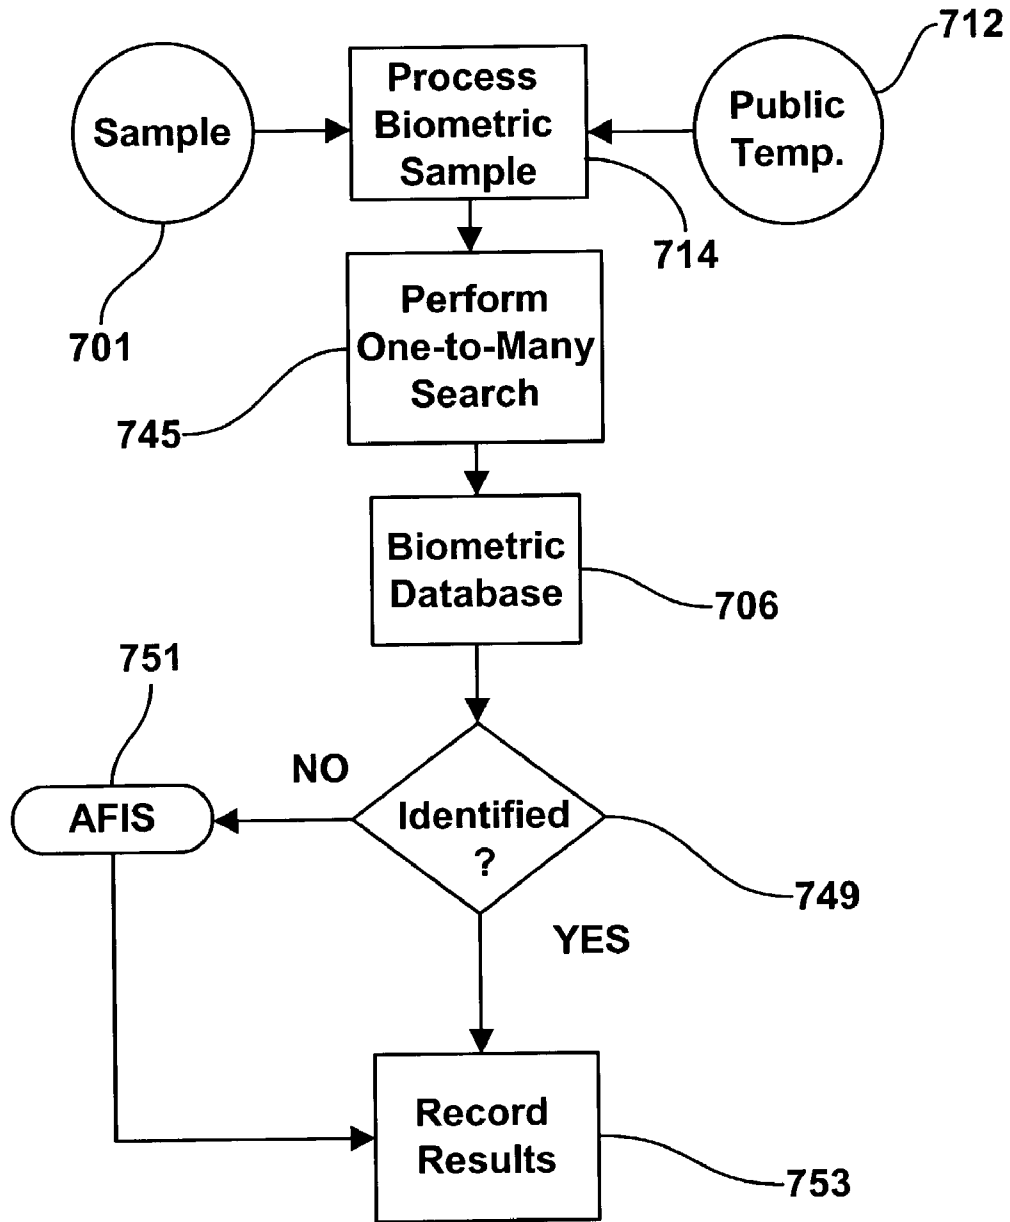 712
Sample
Process
Biometric
Sample
Public
Temp.
714
701
Perform
One-to-Many
Search
745
Biometric
Database
706
751
NO
AFIS
Identified
?
749
YES
Record
Results
753